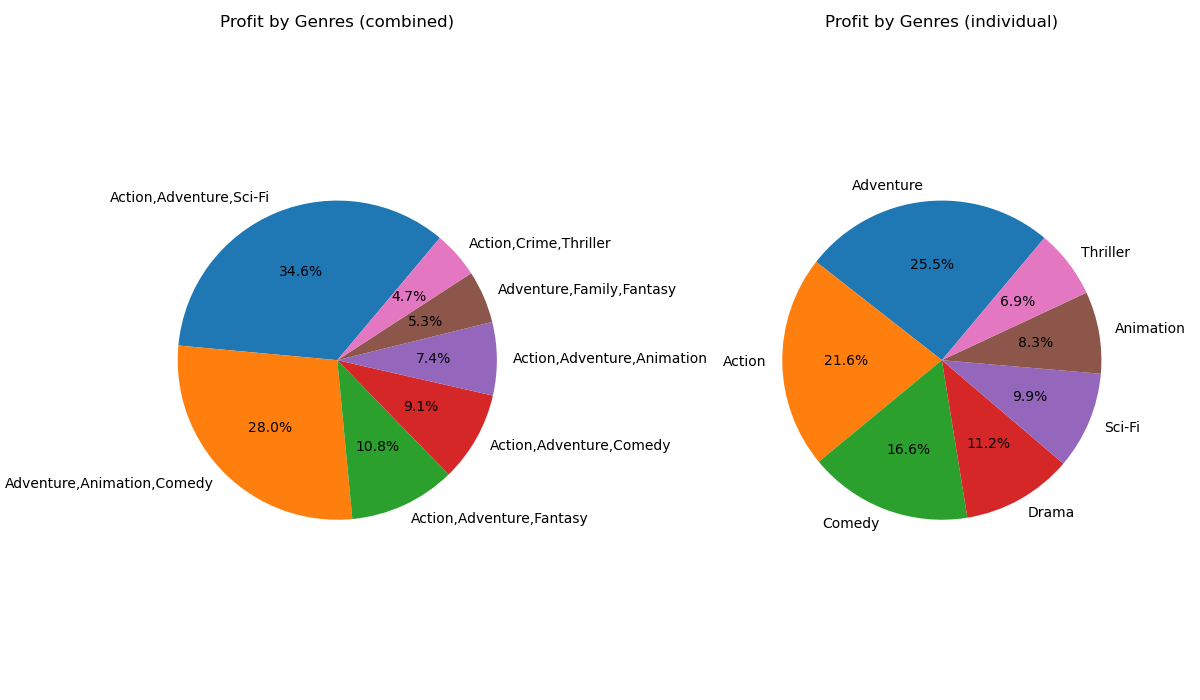 Profit by Genres (combined)
Action,Adventure,Sci-Fi
34.6%
Action,Crime,Thriller
4.7%
Adventure,Family,Fantasy
5.3%
Action,Adventure,Animation
7.4%
Action,Adventure,Comedy
9.1%
Action,Adventure,Fantasy
10.8%
Adventure,Animation,Comedy
28.0%
Profit by Genres (individual)
Adventure
25.5%
Thriller
6.9%
Animation
8.3%
Sci-Fi
9.9%
Drama
11.2%
Comedy
16.6%
Action
21.6%